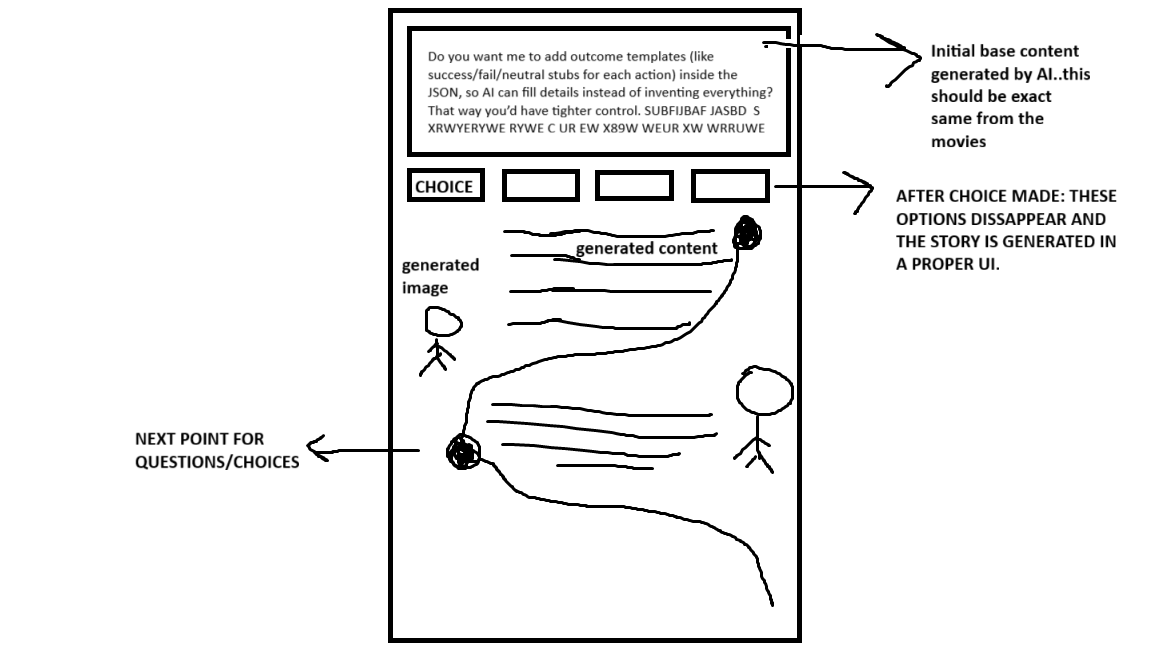 Do you want me to add outcome templates (like
success/fail/neutral stubs for each action) inside the
JSON, so AI can fill details instead of inventing everything?
That way you'd have tighter control. SUBFIJBAF JASBD S
XRWYERYWE RYWE C UR EW X89W WEUR XW WRRUWE
Initial base content
generated by AI..this
should be exact
same from the
movies
CHOICE
AFTER CHOICE MADE: THESE
OPTIONS DISSAPPEAR AND
THE STORY IS GENERATED IN
A PROPER UI.
generated content
generated
image
NEXT POINT FOR
QUESTIONS/CHOICES